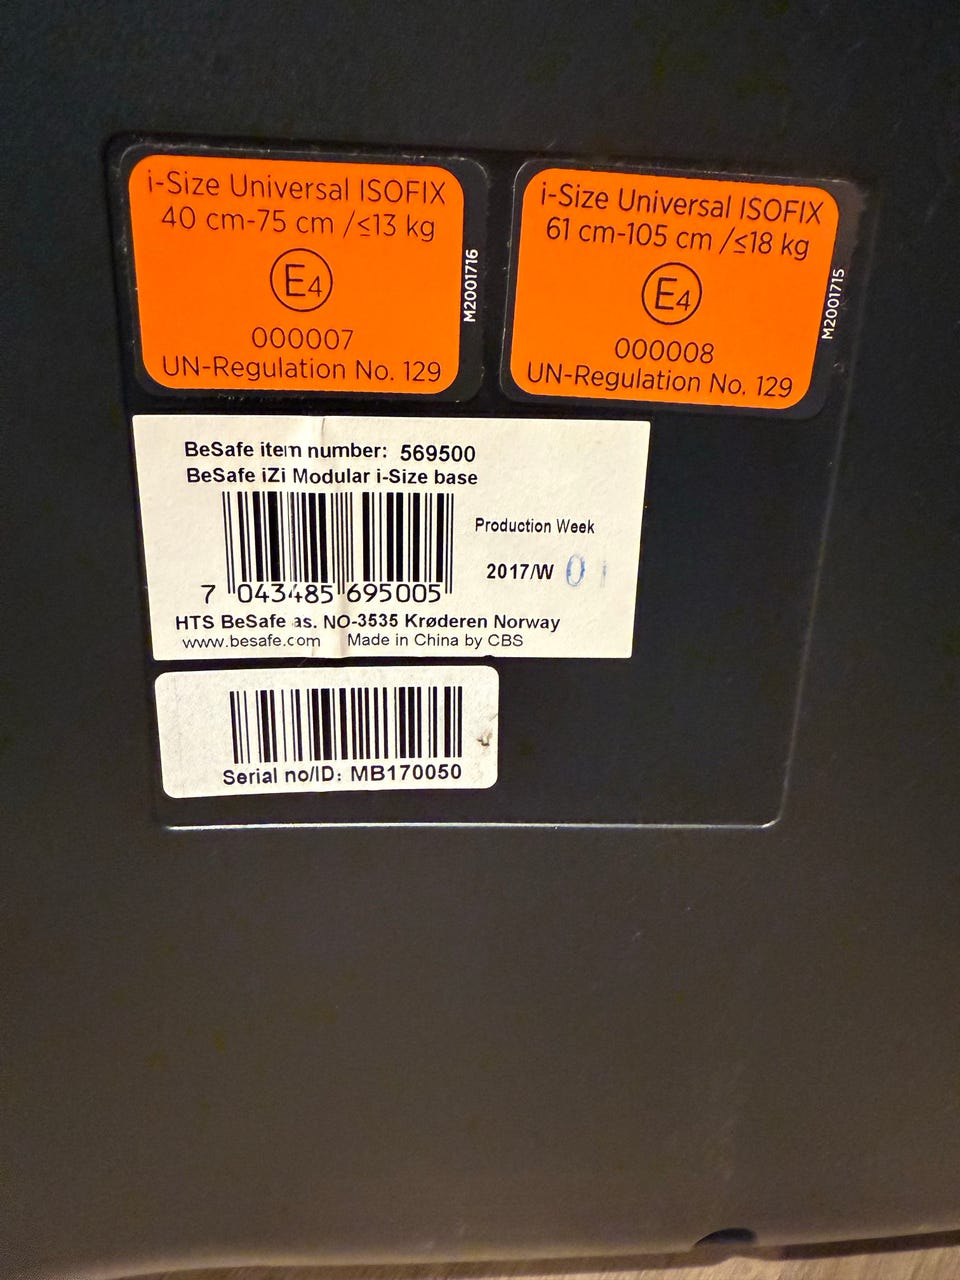 i-Size Universal ISOFIX
40 cm-75 cm /≤13 kg
E4
000007
UN-Regulation No. 129
M2001716
i-Size Universal ISOFIX
61 cm-105 cm /≤18 kg
E4
000008
UN-Regulation No. 129
M2001715
BeSafe item number: 569500
BeSafe iZi Modular i-Size base
Production Week
2017/W 01
7 043485 695005
HTS BeSafe as. NO-3535 Krøderen Norway
www.besafe.com Made in China by CBS
Serial no/ID: MB170050